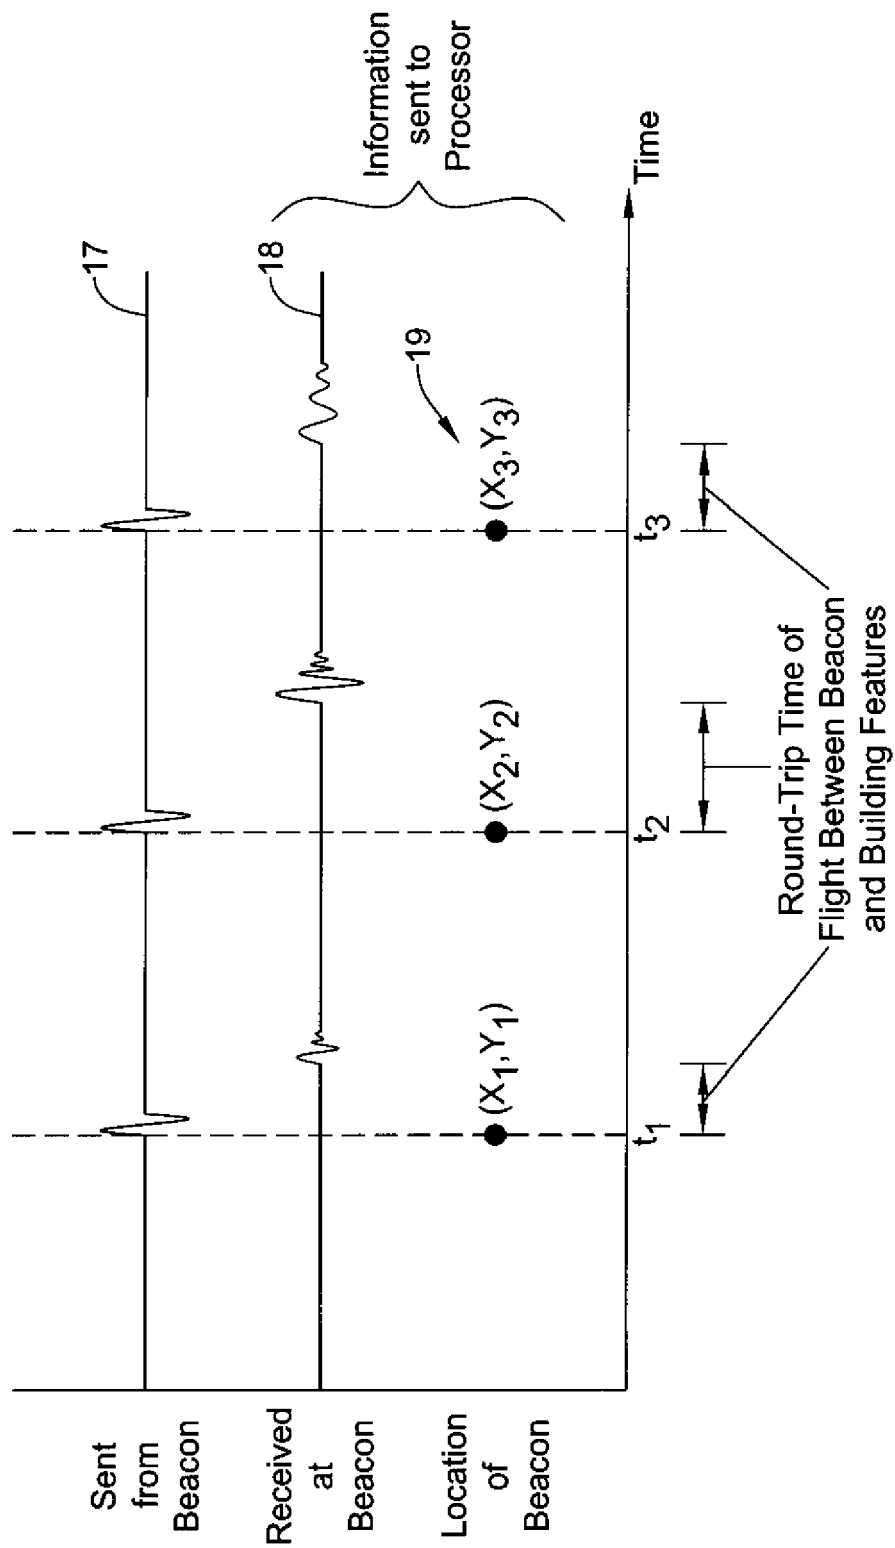 Sent
from
Beacon
17
Received
at
Beacon
18
Information
sent to
Processor
Location
of
Beacon
(X1,Y1)
(X2,Y2)
(X3,Y3)
19
t1
t2
t3
Time
Round-Trip Time of
Flight Between Beacon
and Building Features